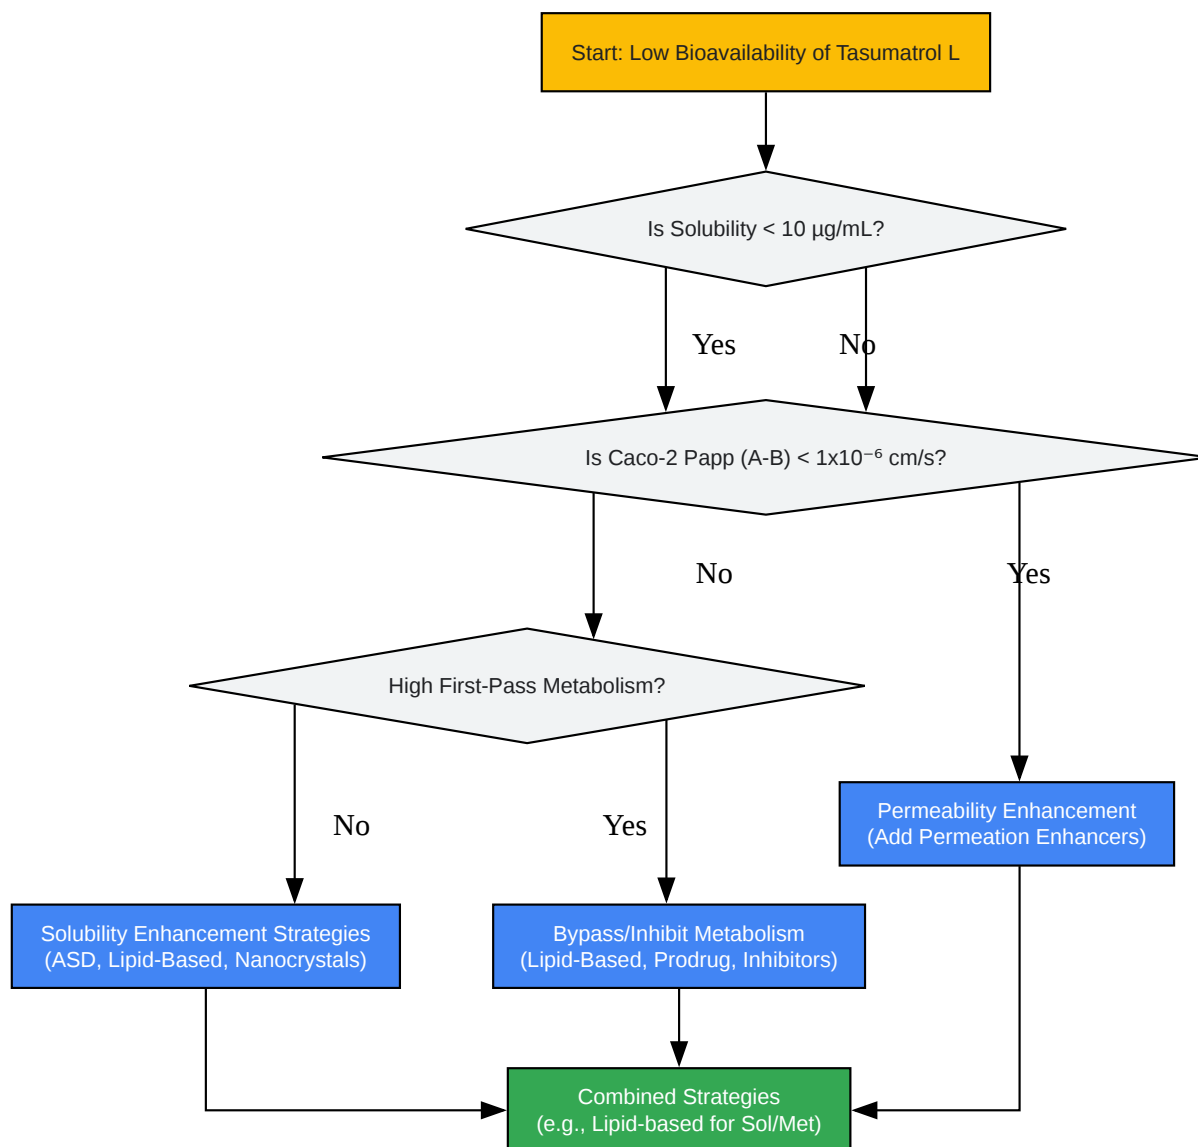 Start: Low Bioavailability of Tasumatrol L
Is Solubility < 10 µg/mL?
Yes
No
Is Caco-2 Papp (A-B) < 1x10⁻⁶ cm/s?
No
Yes
High First-Pass Metabolism?
No
Yes
Permeability Enhancement
(Add Permeation Enhancers)
Solubility Enhancement Strategies
(ASD, Lipid-Based, Nanocrystals)
Bypass/Inhibit Metabolism
(Lipid-Based, Prodrug, Inhibitors)
Combined Strategies
(e.g., Lipid-based for Sol/Met)